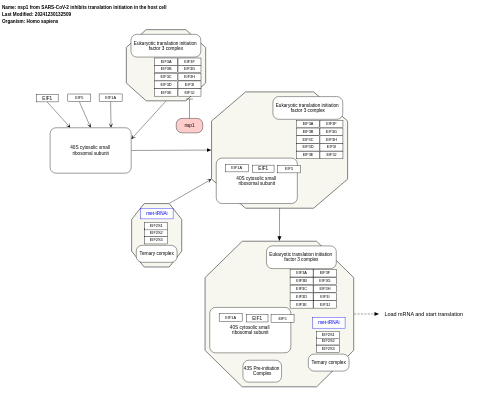 Name: nsp1 from SARS-CoV-2 inhibits translation initiation in the host cell
Last Modified: 20241230132509
Organism: Homo sapiens
Eukaryotic translation initiation
factor 3 complex
EIF3A EIF3F
EIF3B EIF3G
EIF3C EIF3H
EIF3D EIF3I
EIF3E EIF3J
EIF1 EIF5 EIF1A
nsp1
40S cytosolic small
ribosomal subunit
Eukaryotic translation initiation
factor 3 complex
EIF3A EIF3F
EIF3B EIF3G
EIF3C EIF3H
EIF3D EIF3I
EIF3E EIF3J
EIF1A EIF1 EIF5
40S cytosolic small
ribosomal subunit
met-tRNAi
EIF2S1
EIF2S2
EIF2S3
Ternary complex
Eukaryotic translation initiation
factor 3 complex
EIF3A EIF3F
EIF3B EIF3G
EIF3C EIF3H
EIF3D EIF3I
EIF3E EIF3J
EIF1A EIF1 EIF5
40S cytosolic small
ribosomal subunit
met-tRNAi
EIF2S1
EIF2S2
EIF2S3
Ternary complex
43S Pre-initiation
Complex
Load mRNA and start translation